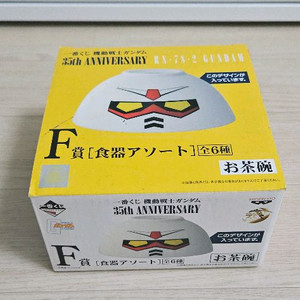 一番くじ 機動戦士ガンダム
35th ANNIVERSARY
RX-78-2 GUNDAM
このデザインが
入っています。
F賞[食器アソート]全6種
お茶碗
一番くじ 機動戦士ガンダム
35th ANNIVERSARY
このデザインが
入っています。
一番くじ
F賞[食器アソート]全6種
お茶碗